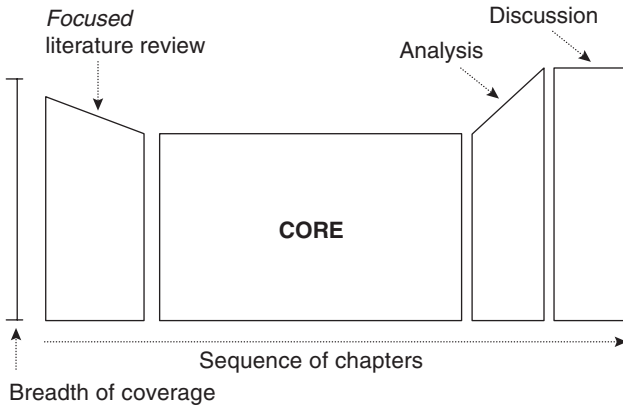 Focused
literature review
Analysis
Discussion
CORE
Sequence of chapters
Breadth of coverage